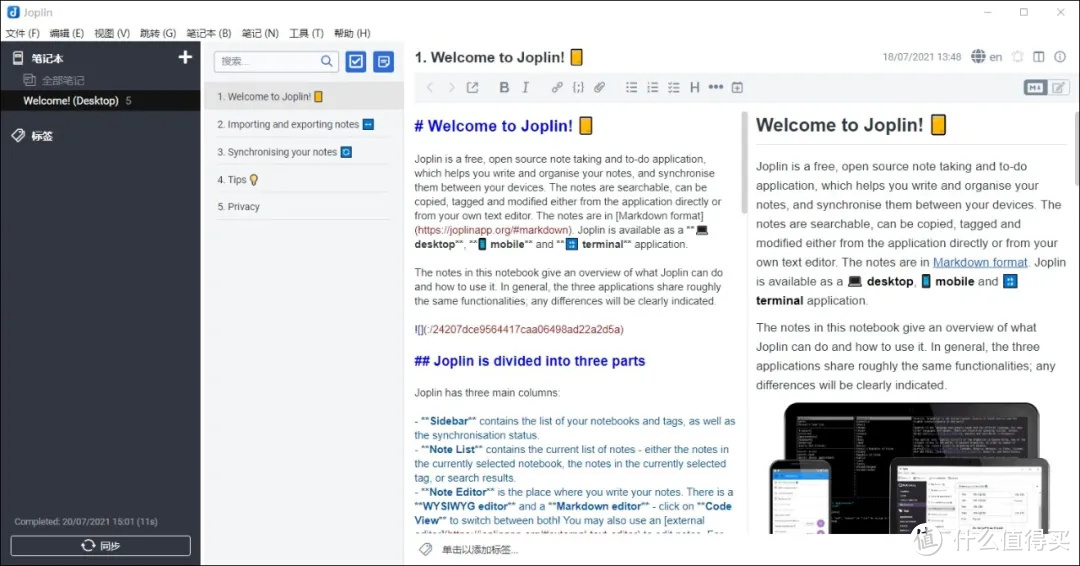 Joplin
文件 (F) 编辑 (E) 视图 (V) 跳转 (G) 笔记本 (B) 笔记 (N) 工具 (T) 帮助 (H)
笔记本
全部笔记
Welcome! (Desktop) 5
标签
Completed: 20/07/2021 15:01 (11s)
同步
搜索...
1. Welcome to Joplin!
2. Importing and exporting notes
3. Synchronising your notes
4. Tips
5. Privacy
1. Welcome to Joplin!
18/07/2021 13:48 en
B I H
# Welcome to Joplin!
Joplin is a free, open source note taking and to-do application,
which helps you write and organise your notes, and synchronise
them between your devices. The notes are searchable, can be
copied, tagged and modified either from the application directly or
from your own text editor. The notes are in [Markdown format]
(https://joplinapp.org/#markdown). Joplin is available as a **
desktop**, ** mobile** and ** terminal** application.
The notes in this notebook give an overview of what Joplin can do
and how to use it. In general, the three applications share roughly
the same functionalities; any differences will be clearly indicated.
![](:/24207dce9564417caa06498ad22a2d5a)
## Joplin is divided into three parts
Joplin has three main columns:
- **Sidebar** contains the list of your notebooks and tags, as well as
the synchronisation status.
- **Note List** contains the current list of notes - either the notes in
the currently selected notebook, the notes in the currently selected
tag, or search results.
- **Note Editor** is the place where you write your notes. There is a
**WYSIWYG editor** and a **Markdown editor** - click on **Code
View** to switch between both! You may also use an [external
单击以添加标签...
Welcome to Joplin!
Joplin is a free, open source note taking and to-do
application, which helps you write and organise your
notes, and synchronise them between your devices. The
notes are searchable, can be copied, tagged and
modified either from the application directly or from your
own text editor. The notes are in Markdown format. Joplin
is available as a desktop, mobile and
terminal application.
The notes in this notebook give an overview of what
Joplin can do and how to use it. In general, the three
applications share roughly the same functionalities; any
differences will be clearly indicated.
值 什么值得买